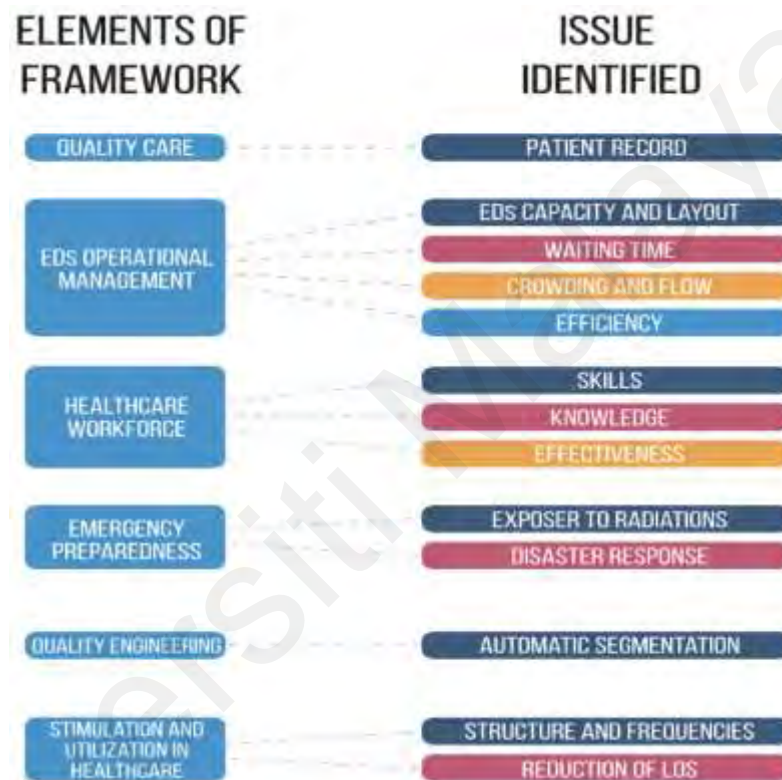 ELEMENTS OF
FRAMEWORK
ISSUE
IDENTIFIED
QUALITY CARE
PATIENT RECORD
EDS OPERATIONAL
MANAGEMENT
EDs CAPACITY AND LAYOUT
WAITING TIME
CROWDING AND FLOW
EFFICIENCY
HEALTHCARE
WORKFORCE
SKILLS
KNOWLEDGE
EFFECTIVENESS
EMERGENCY
PREPAREDNESS
EXPOSER TO RADIATIONS
DISASTER RESPONSE
QUALITY ENGINEERING
AUTOMATIC SEGMENTATION
STIMULATION AND
UTILIZATION IN
HEALTHCARE
STRUCTURE AND FREQUENCIES
REDUCTION OF LOS
ersiti Malaya